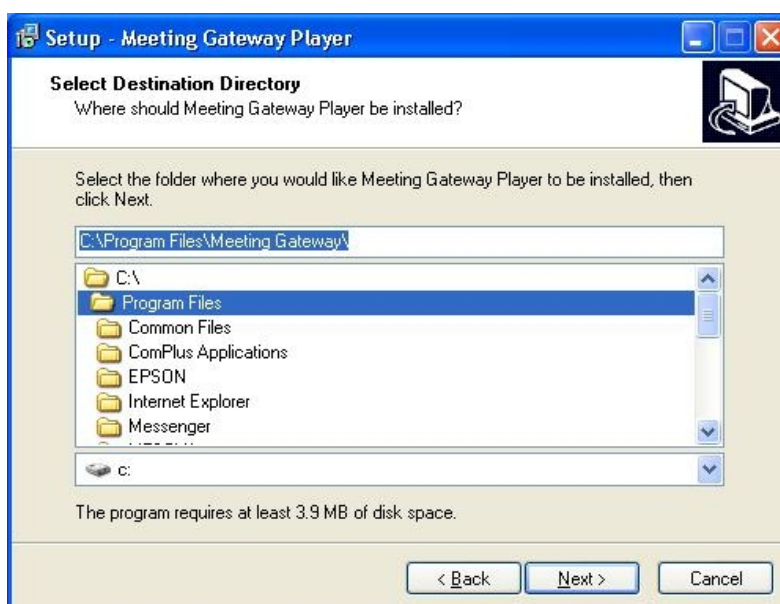 Setup - Meeting Gateway Player
Select Destination Directory
Where should Meeting Gateway Player be installed?
Select the folder where you would like Meeting Gateway Player to be installed, then
click Next.
C:\Program Files\Meeting Gateway\
C:\
Program Files
Common Files
ComPlus Applications
EPSON
Internet Explorer
Messenger
c:
The program requires at least 3.9 MB of disk space.
< Back Next > Cancel